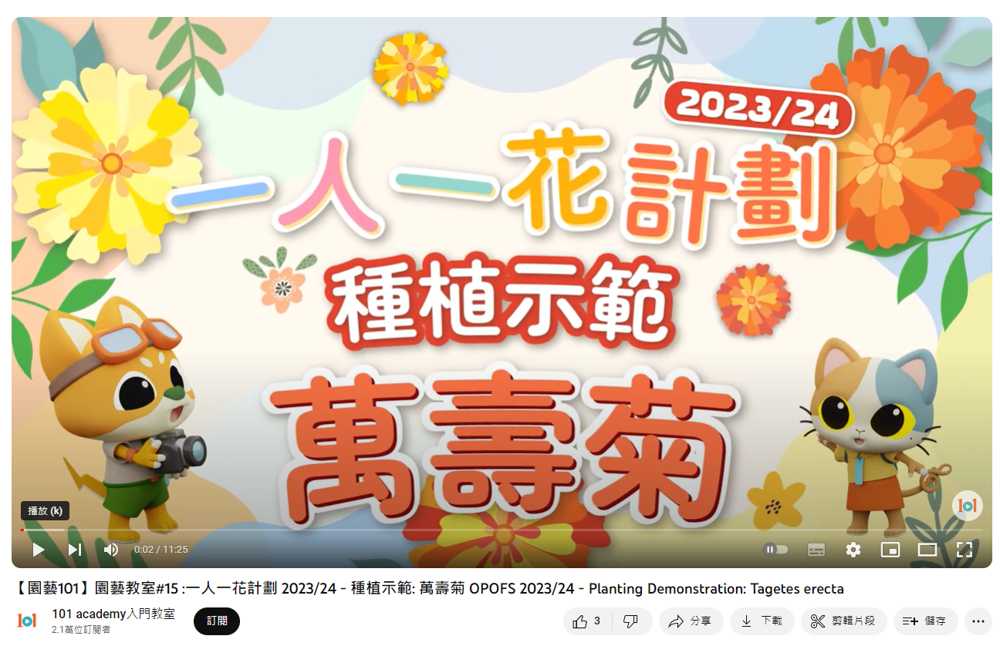 2023/24
一人一花計劃
種植示範
萬壽菊
101
播放 (k)
0:02 / 11:25
【園藝101】園藝教室#15 :一人一花計劃 2023/24 - 種植示範: 萬壽菊 OPOFS 2023/24 - Planting Demonstration: Tagetes erecta
101
101 academy入門教室
2.1萬位訂閱者
訂閱
3
分享
下載
剪輯片段
儲存